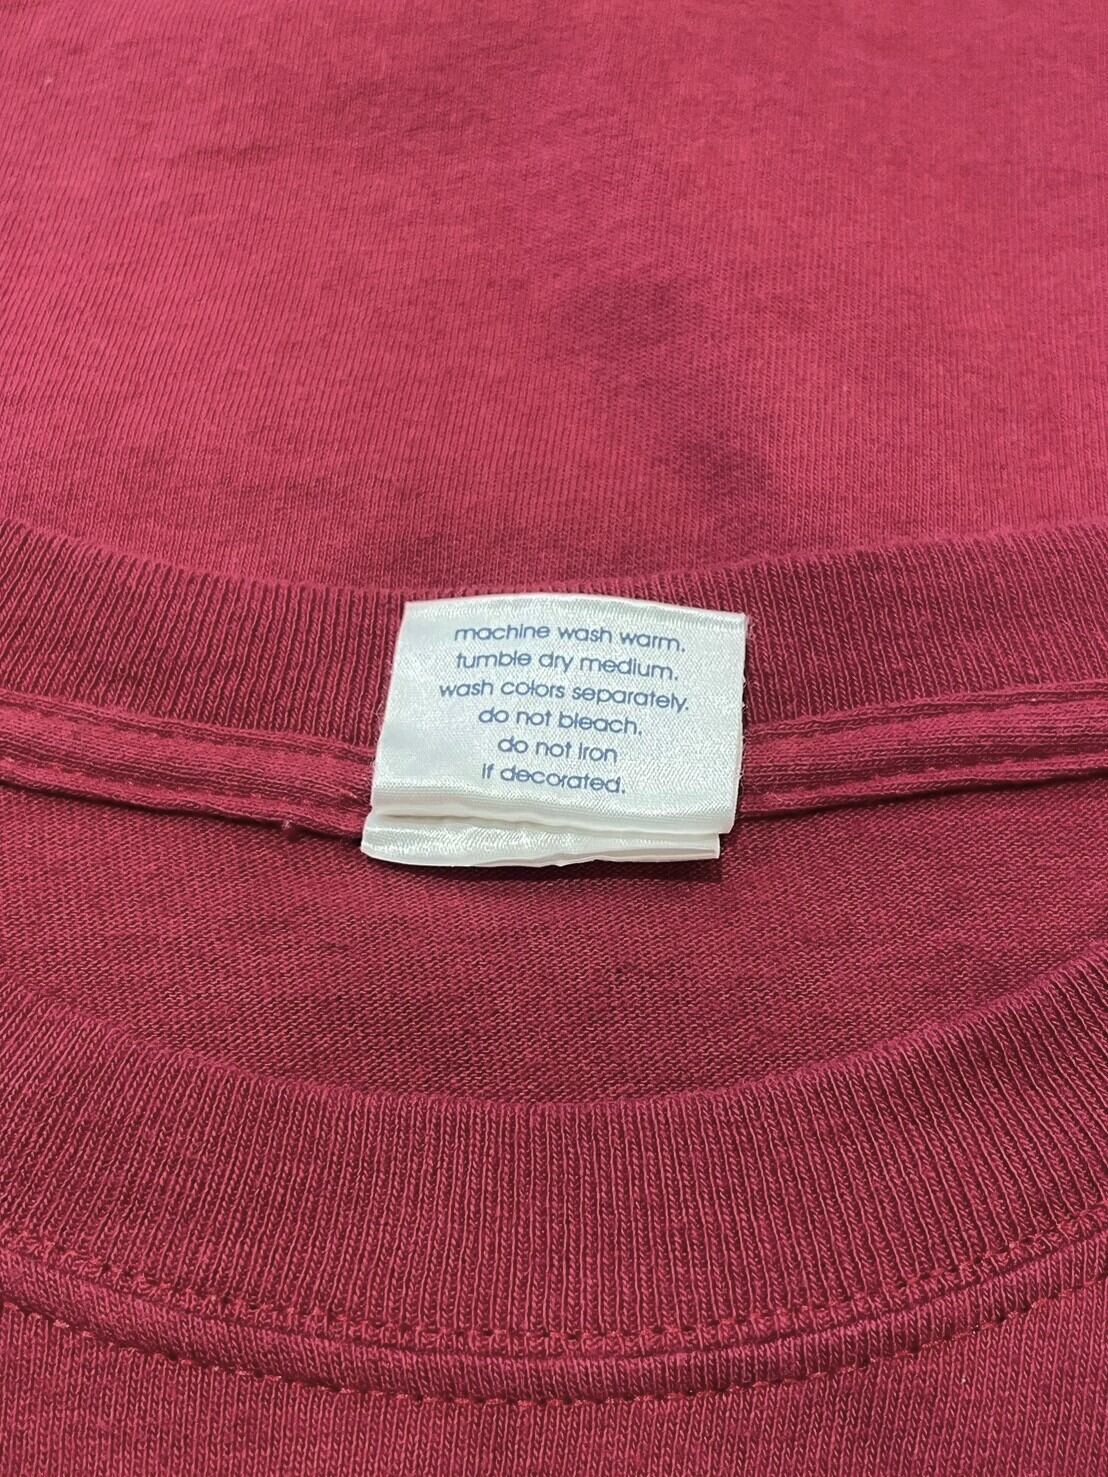 machine wash warm.
tumble dry medium.
wash colors separately.
do not bleach.
do not iron
if decorated.